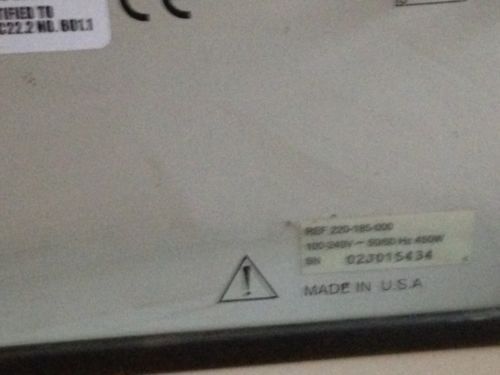 TIFIED TO
C22.2 NO. 601.1
CE
REF 220-185-000
100-240V ~ 50/60 Hz 450W
SN 02J015434
MADE IN U.S.A